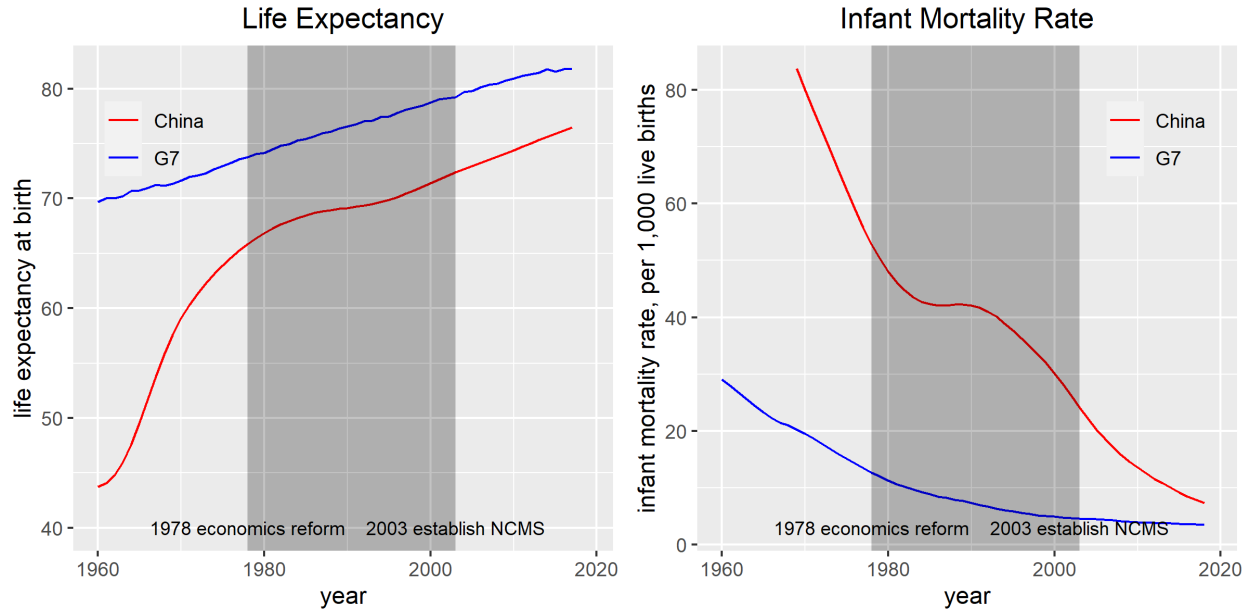 Life Expectancy
life expectancy at birth
80
70
60
50
40
China
G7
1978 economics reform
2003 establish NCMS
1960
1980
2000
2020
year
Infant Mortality Rate
infant mortality rate, per 1,000 live births
80
60
40
20
0
China
G7
1978 economics reform
2003 establish NCMS
1960
1980
2000
2020
year